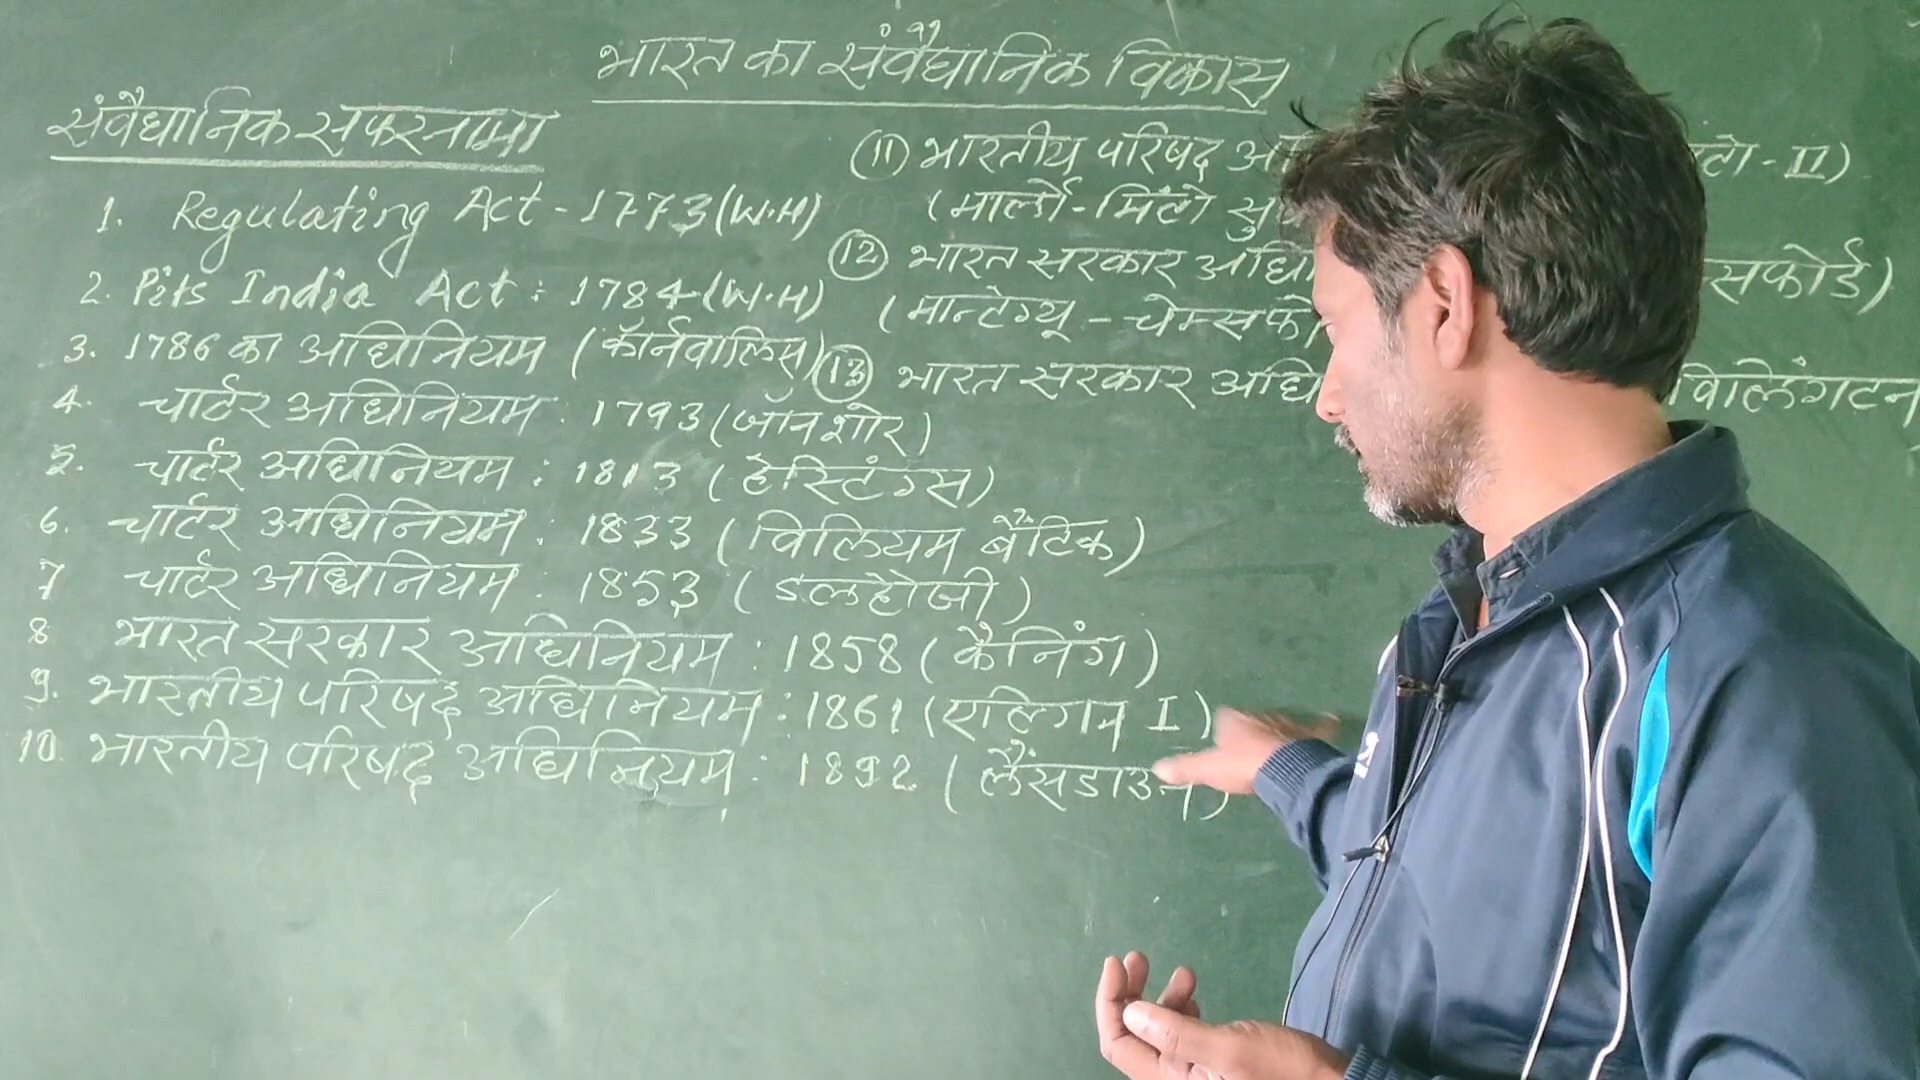 भारत का संवैधानिक विकास
संवैधानिक सफरनामा
1. Regulating Act - 1773 (W.H)
2. Pits India Act : 1784 (W.H)
3. 1786 का अधिनियम (कॉर्नवालिस)
4. चार्टर अधिनियम : 1793 (जॉन शोर)
5. चार्टर अधिनियम : 1813 (हेस्टिंग्स)
6. चार्टर अधिनियम : 1833 (विलियम बैंटिक)
7 चार्टर अधिनियम : 1853 (डलहौजी)
8 भारत सरकार अधिनियम : 1858 (कैनिंग)
9. भारतीय परिषद अधिनियम : 1861 (एल्गिन I)
10. भारतीय परिषद अधिनियम : 1892 (लैंसडाउन)
(11) भारतीय परिषद टो - II)
(मार्ले-मिंटो
(12) भारत सरकार सफोर्ड)
(मान्टेग्यू - चेम्सफो
(13) भारत सरकार विलिंगटन